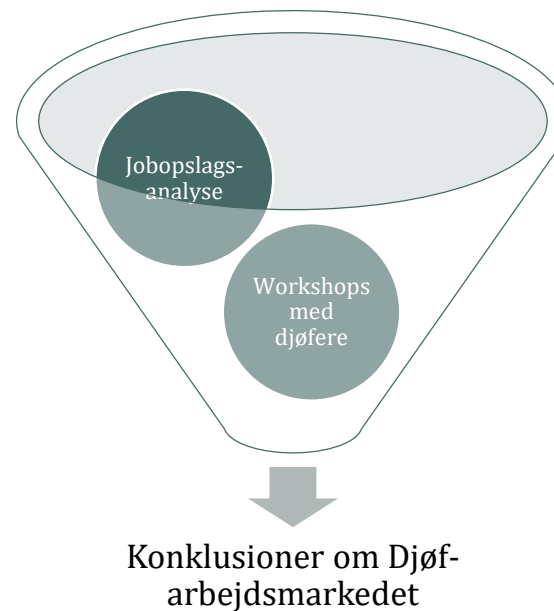 Jobopslags-
analyse
Workshops
med
djøfere
Konklusioner om Djøf-
arbejdsmarkedet